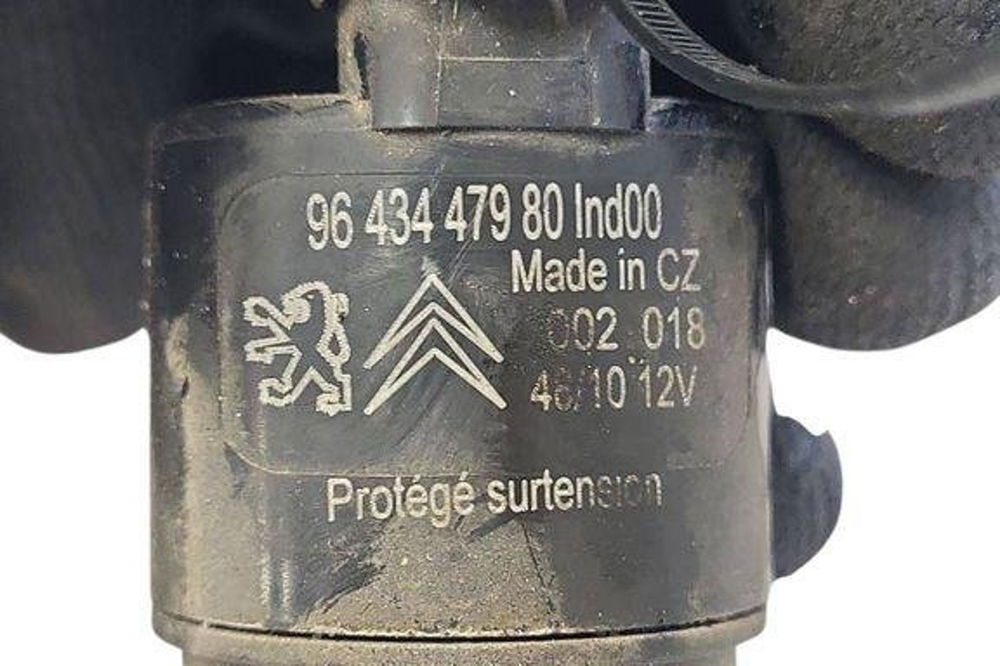 96 434 479 80 Ind00
Made in CZ
002 018
46/10 12V
Protégé surtension